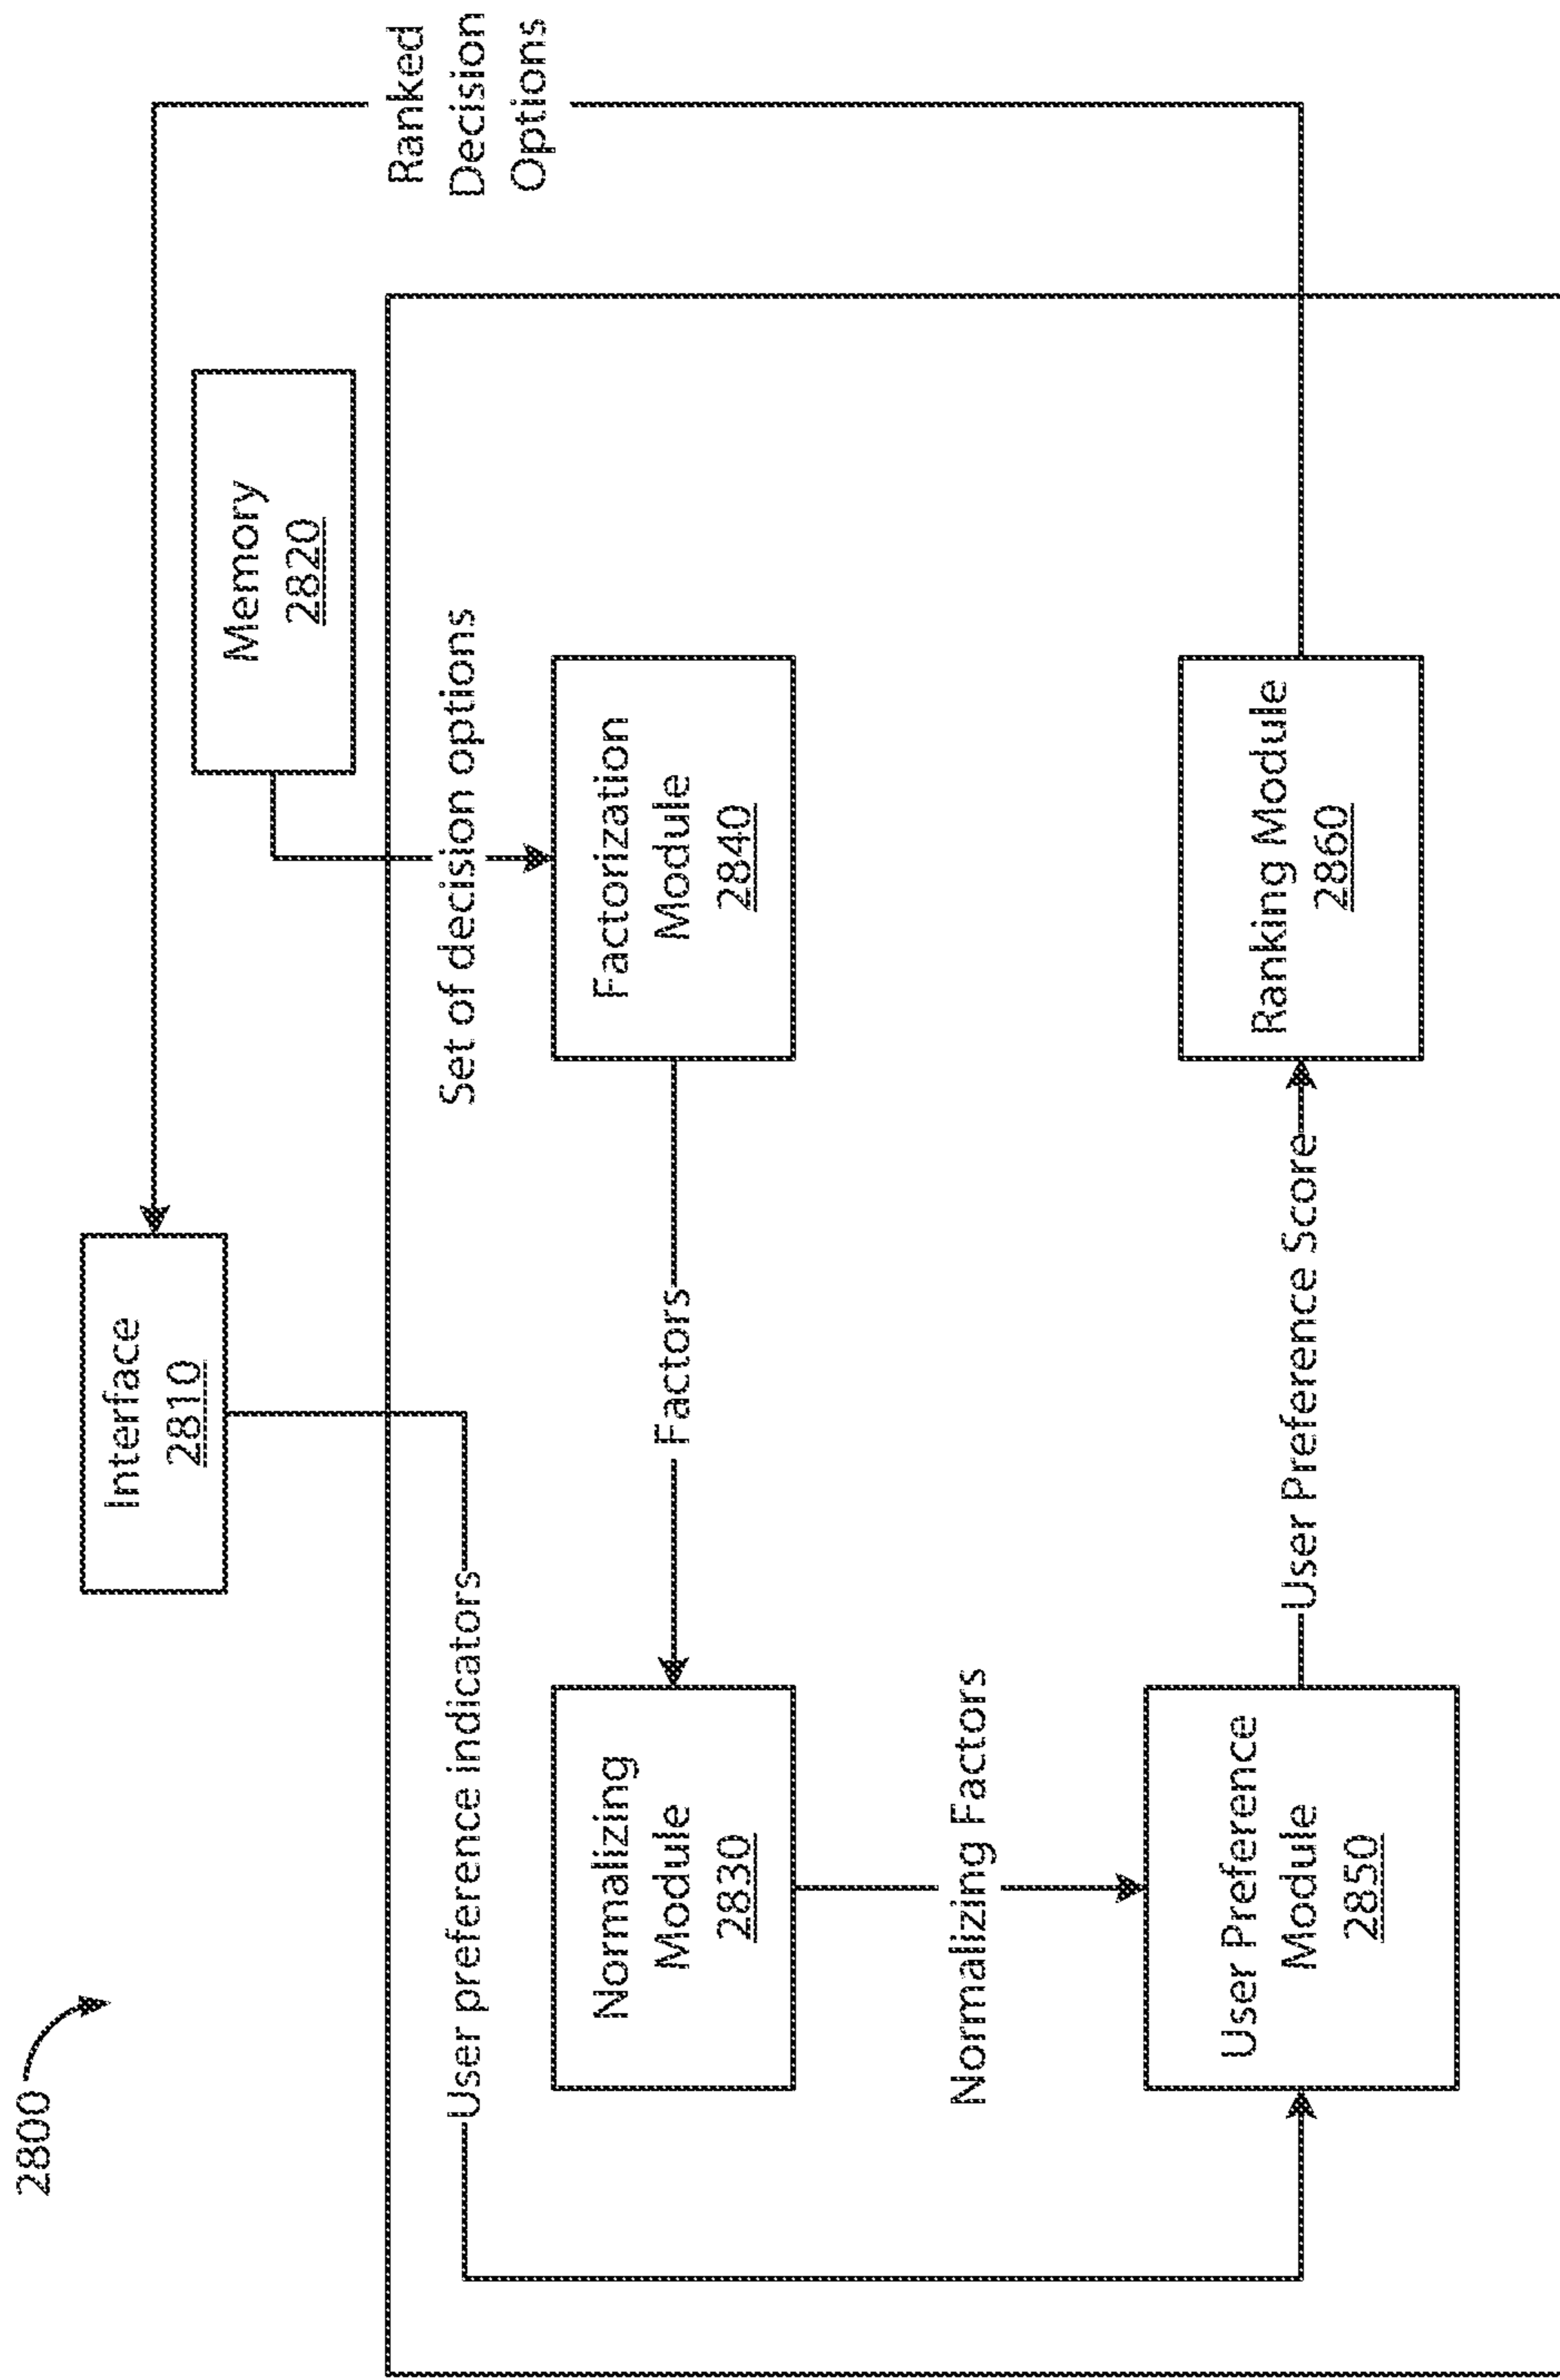 2800
Interface
2810
Memory
2820
Ranked
Decision
Options
User preference indicators
Set of decision options
Normalizing
Module
2830
Factors
Factorization
Module
2840
Normalizing Factors
User Preference
Module
2850
User Preference Score
Ranking Module
2860